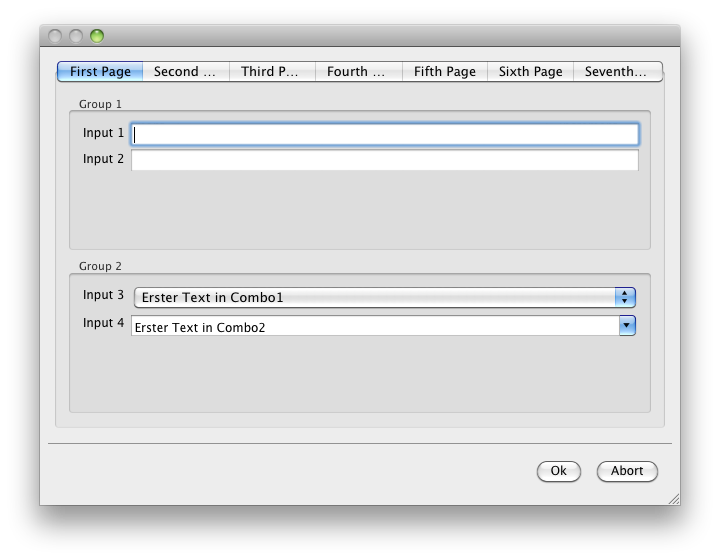 First Page Second ... Third P... Fourth ... Fifth Page Sixth Page Seventh...
Group 1
Input 1
Input 2
Group 2
Input 3 Erster Text in Combo1
Input 4 Erster Text in Combo2
Ok Abort